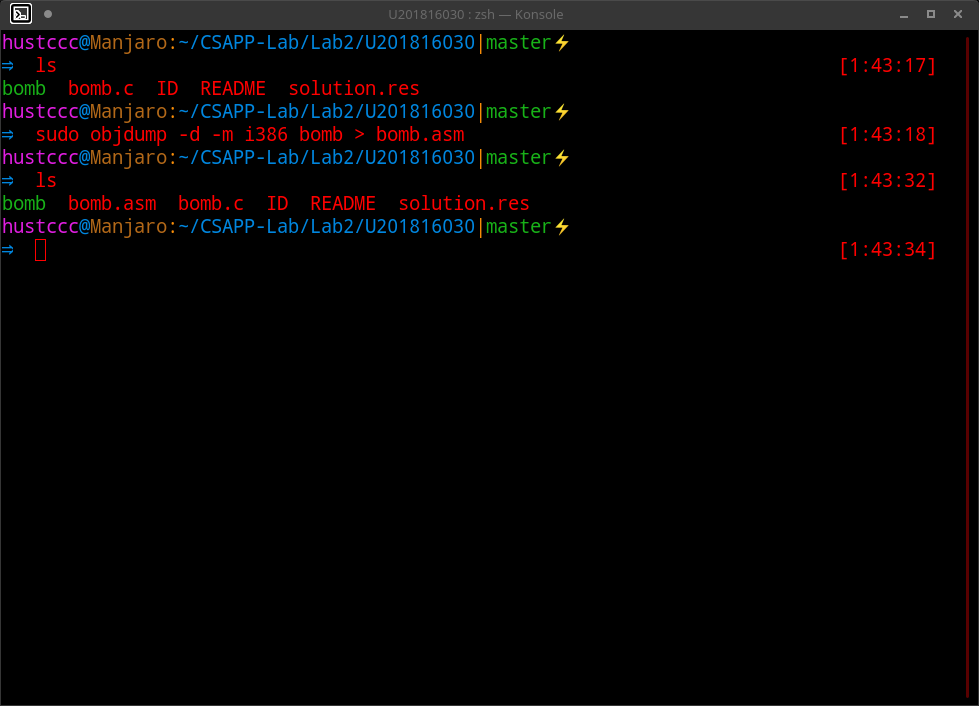 U201816030 : zsh — Konsole
hustccc@Manjaro:~/CSAPP-Lab/Lab2/U201816030|master⚡
⇒  ls [1:43:17]
bomb  bomb.c  ID  README  solution.res
hustccc@Manjaro:~/CSAPP-Lab/Lab2/U201816030|master⚡
⇒  sudo objdump -d -m i386 bomb > bomb.asm [1:43:18]
hustccc@Manjaro:~/CSAPP-Lab/Lab2/U201816030|master⚡
⇒  ls [1:43:32]
bomb  bomb.asm  bomb.c  ID  README  solution.res
hustccc@Manjaro:~/CSAPP-Lab/Lab2/U201816030|master⚡
⇒ [1:43:34]